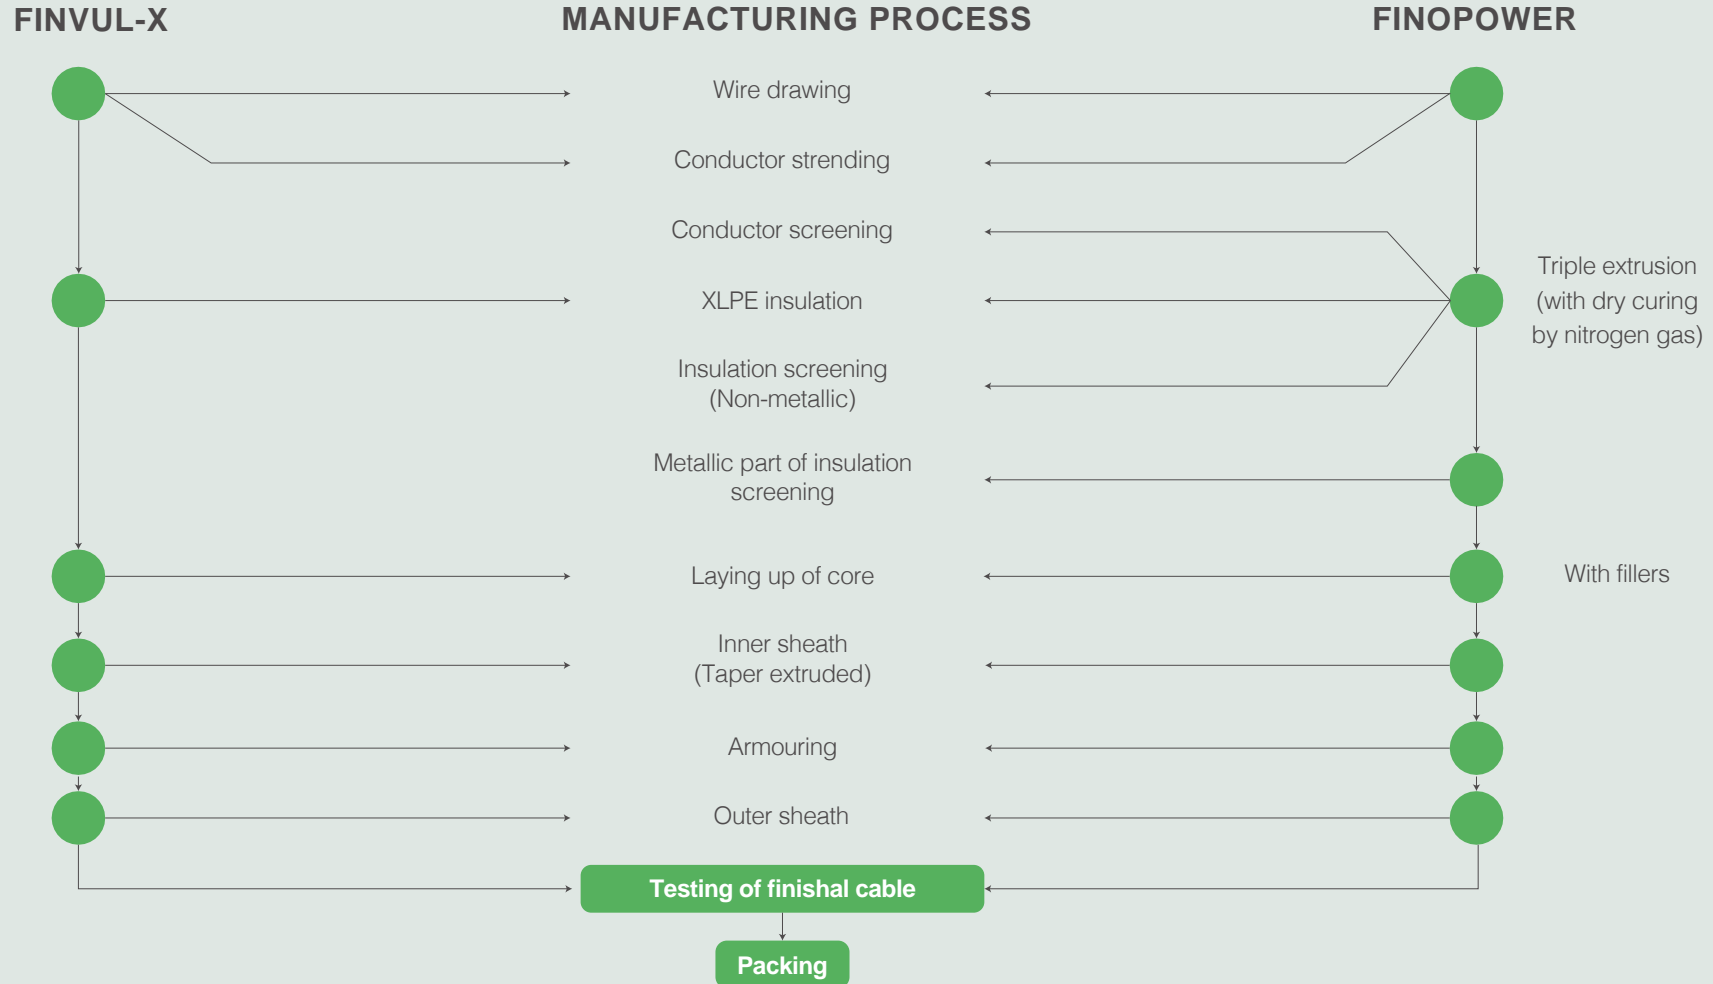 FINVUL-X
MANUFACTURING PROCESS
FINOPOWER
Wire drawing
Conductor strending
Conductor screening
XLPE insulation
Triple extrusion
(with dry curing
by nitrogen gas)
Insulation screening
(Non-metallic)
Metallic part of insulation
screening
Laying up of core
With fillers
Inner sheath
(Taper extruded)
Armouring
Outer sheath
Testing of finishal cable
Packing